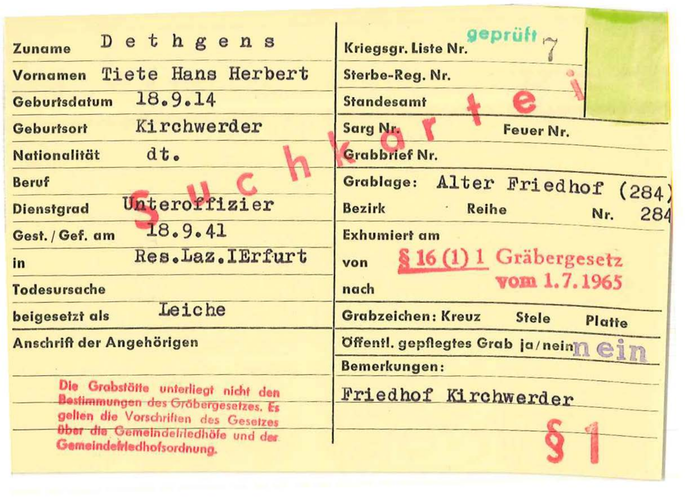 Zuname Dethgens
Vornamen Tiete Hans Herbert
Geburtsdatum 18.9.14
Geburtsort Kirchwerder
Nationalität dt.
Beruf
Dienstgrad Unteroffizier
Gest. / Gef. am 18.9.41
in Res.Laz.IErfurt
Todesursache
beigesetzt als Leiche
Anschrift der Angehörigen
Die Grabstätte unterliegt nicht den
Bestimmungen des Gräbergesetzes. Es
gelten die Vorschriften des Gesetzes
über die Gemeindefriedhöfe und der
Gemeindefriedhofsordnung.
Suchkartei
geprüft
Kriegsgr. Liste Nr. 7
Sterbe-Reg. Nr.
Standesamt
Sarg Nr. Feuer Nr.
Grabbrief Nr.
Grablage: Alter Friedhof (284)
Bezirk Reihe Nr. 284
Exhumiert am
von § 16 (1) 1 Gräbergesetz
nach vom 1.7.1965
Grabzeichen: Kreuz Stele Platte
Öffentl. gepflegtes Grab ja/nein nein
Bemerkungen:
Friedhof Kirchwerder
§ 1